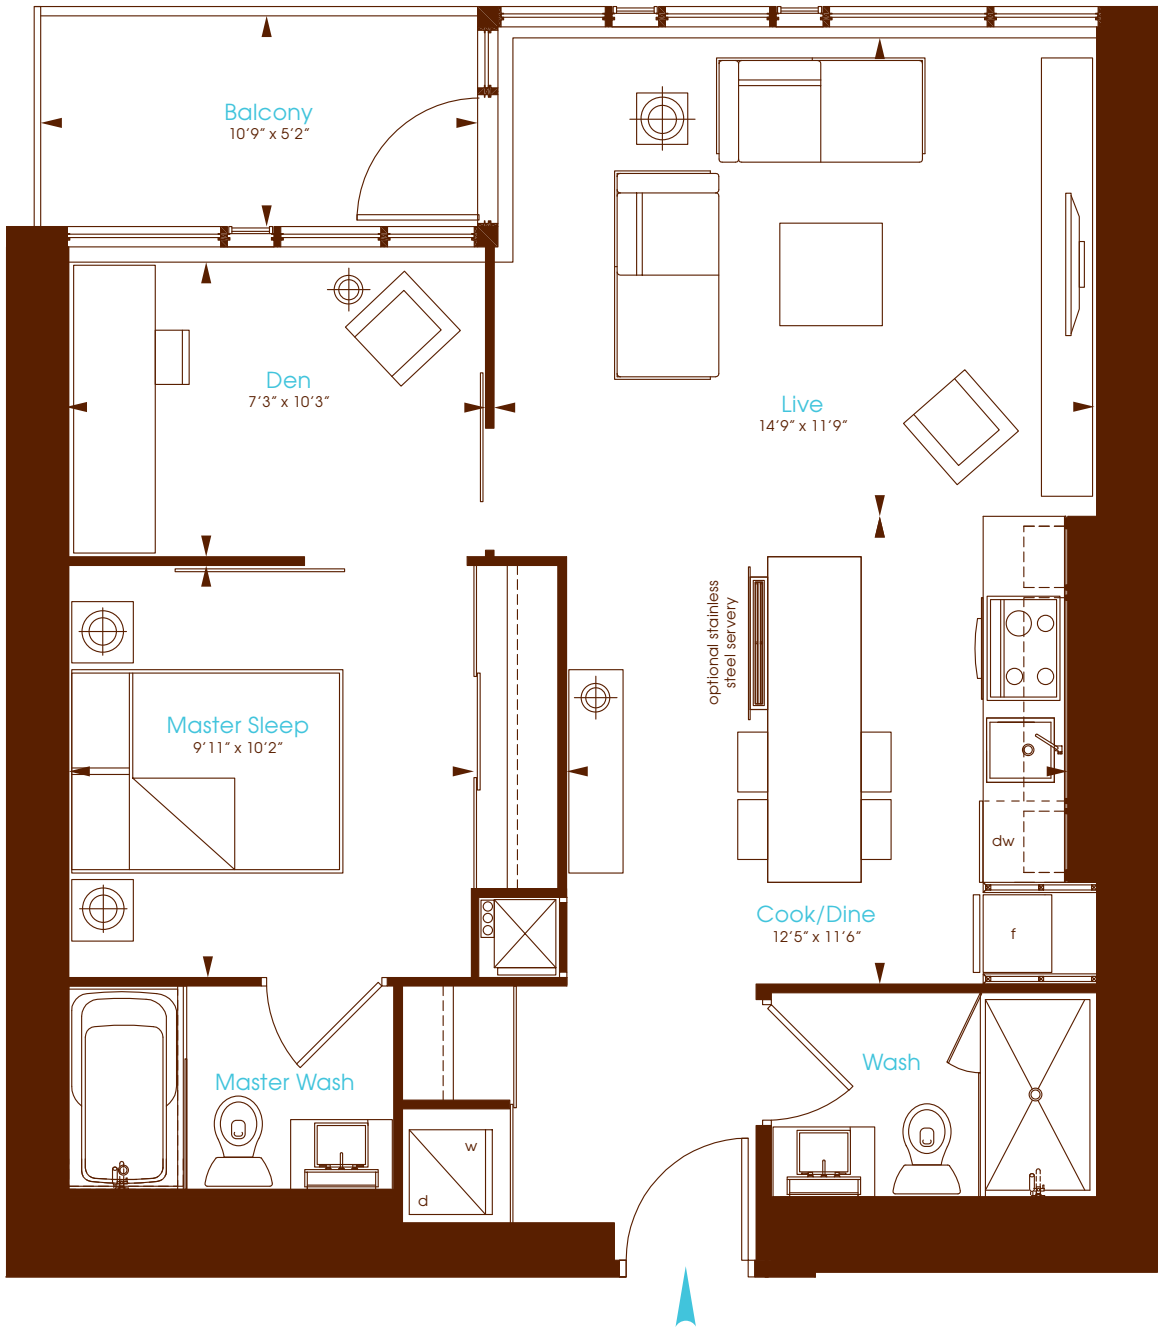 Balcony
10'9" x 5'2"
Den
7'3" x 10'3"
Live
14'9" x 11'9"
optional stainless
steel servery
Master Sleep
9'11" x 10'2"
dw
Cook/Dine
12'5" x 11'6"
f
Master Wash
Wash
w
d